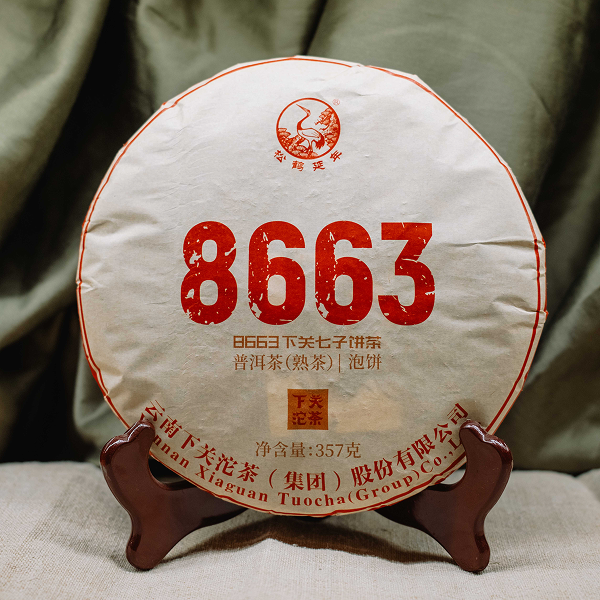 ®
松鹤延年
8663
8663下关七子饼茶
普洱茶(熟茶)|泡饼
下关
沱茶
净含量:357克
云南下关沱茶(集团)股份有限公司
Yunnan Xiaguan Tuocha(Group)Co.,L